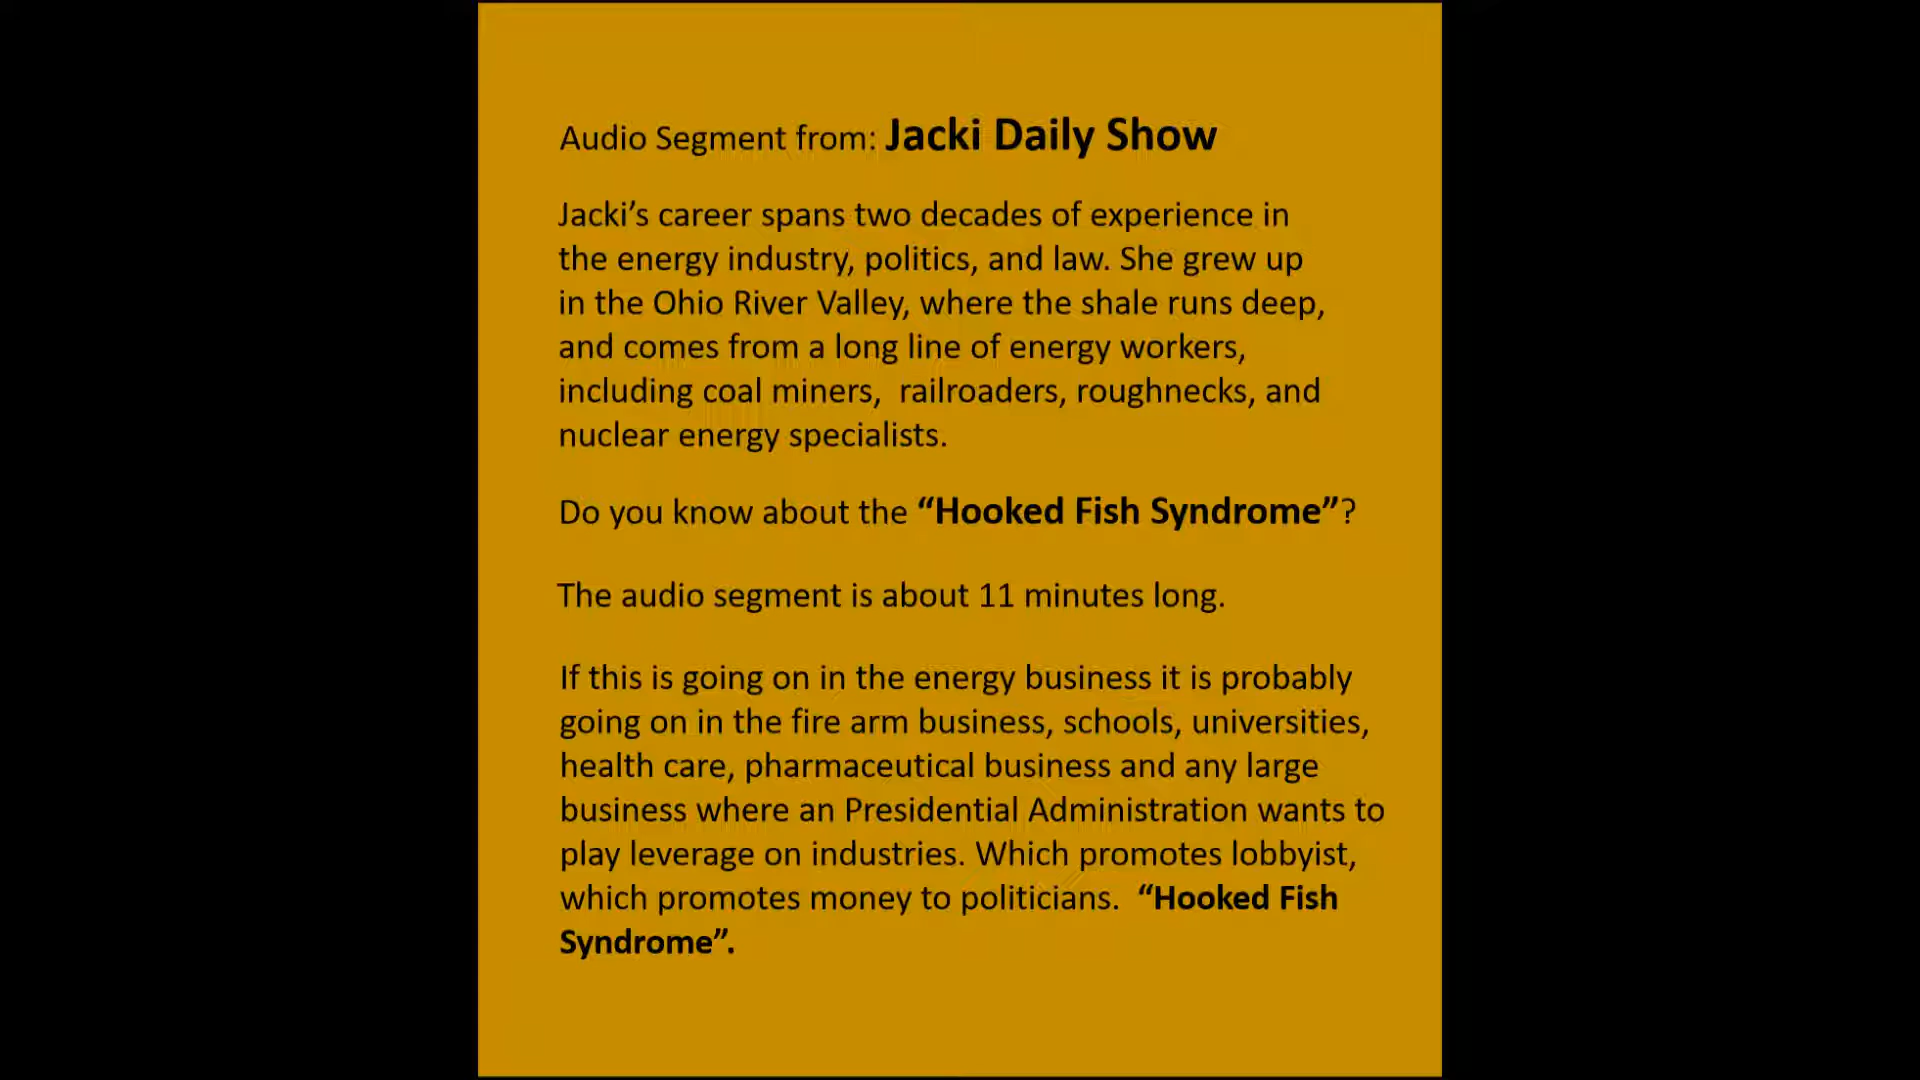 Audio Segment from: Jacki Daily Show
Jacki’s career spans two decades of experience in
the energy industry, politics, and law. She grew up
in the Ohio River Valley, where the shale runs deep,
and comes from a long line of energy workers,
including coal miners,  railroaders, roughnecks, and
nuclear energy specialists.
Do you know about the “Hooked Fish Syndrome”?
The audio segment is about 11 minutes long.
If this is going on in the energy business it is probably
going on in the fire arm business, schools, universities,
health care, pharmaceutical business and any large
business where an Presidential Administration wants to
play leverage on industries. Which promotes lobbyist,
which promotes money to politicians.  “Hooked Fish
Syndrome”.